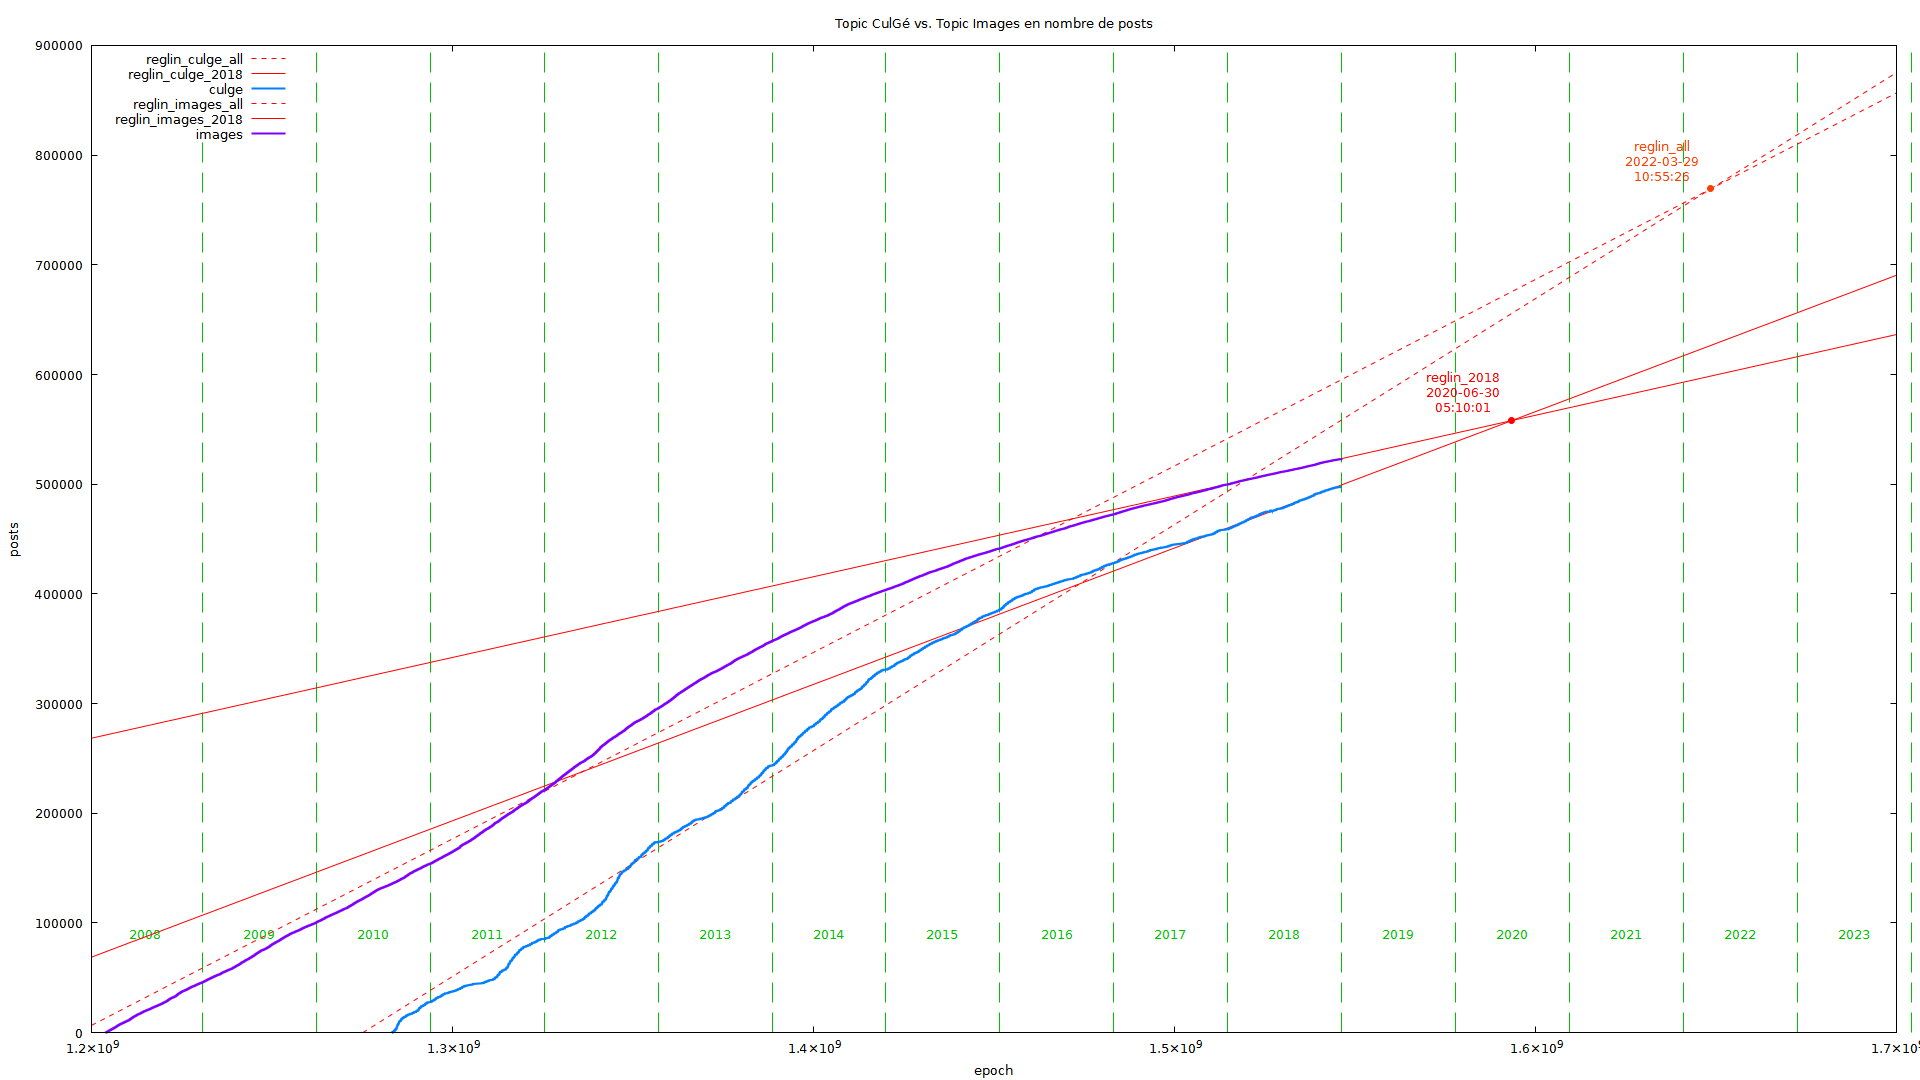 Topic CulGé vs. Topic Images en nombre de posts
900000
800000
700000
600000
500000
400000
300000
200000
100000
0
posts
reglin_culge_all
reglin_culge_2018
culge
reglin_images_all
reglin_images_2018
images
reglin_all
2022-03-29
10:55:26
reglin_2018
2020-06-30
05:10:01
2008 2009 2010 2011 2012 2013 2014 2015 2016 2017 2018 2019 2020 2021 2022 2023
1.2×10⁹ 1.3×10⁹ 1.4×10⁹ 1.5×10⁹ 1.6×10⁹ 1.7×10⁹
epoch